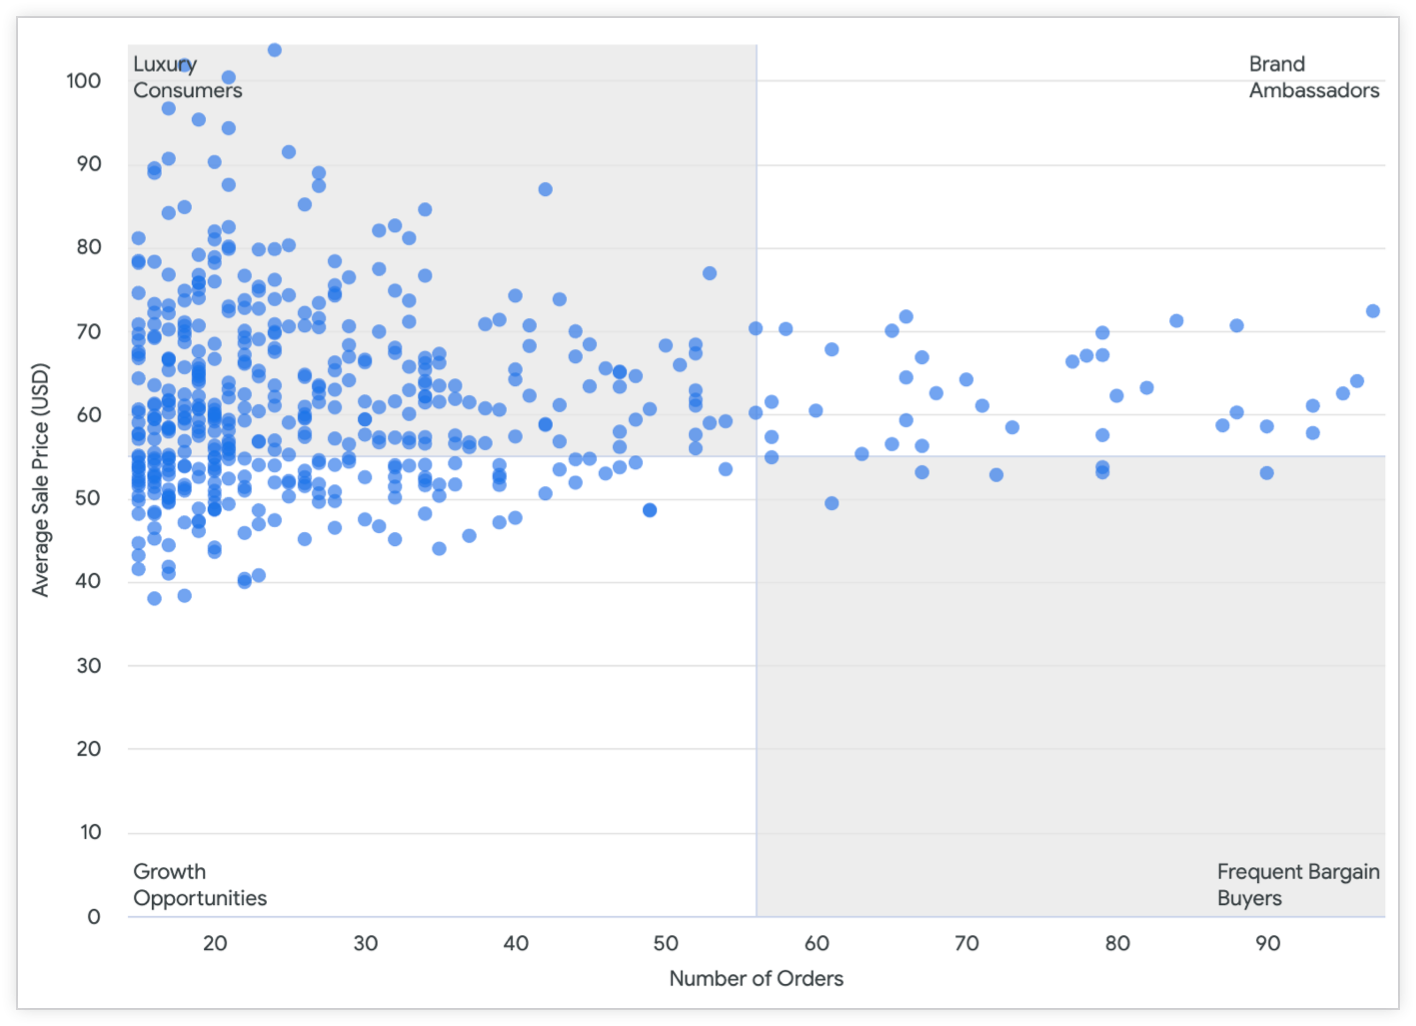 Luxury
Consumers
Brand
Ambassadors
100
90
80
70
60
50
40
30
20
10
0
Average Sale Price (USD)
Growth
Opportunities
Frequent Bargain
Buyers
20 30 40 50 60 70 80 90
Number of Orders